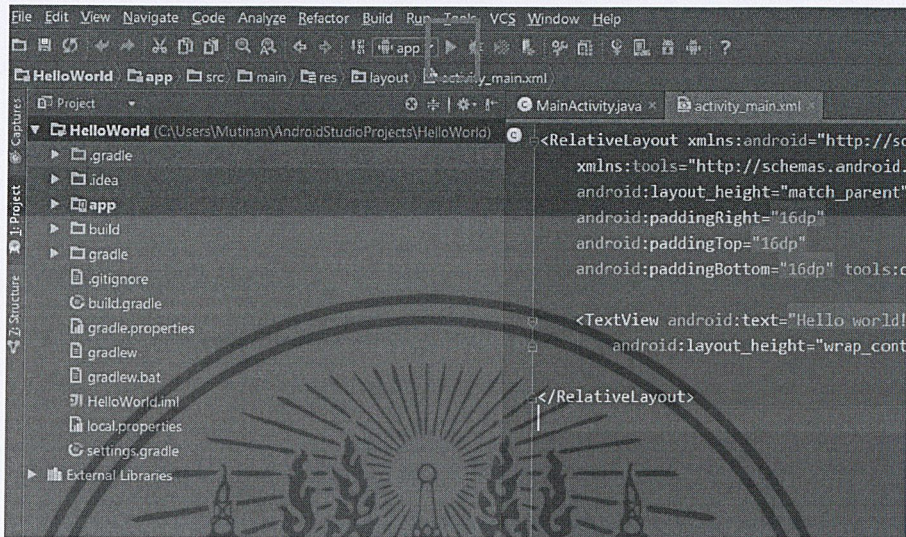 File Edit View Navigate Code Analyze Refactor Build Run Tools VCS Window Help
app
HelloWorld app src main res layout activity_main.xml
Project
MainActivity.java × activity_main.xml ×
Captures
1: Project
7: Structure
HelloWorld (C:\Users\Mutinan\AndroidStudioProjects\HelloWorld)
.gradle
.idea
app
build
gradle
.gitignore
build.gradle
gradle.properties
gradlew
gradlew.bat
HelloWorld.iml
local.properties
settings.gradle
External Libraries
<RelativeLayout xmlns:android="http://sc
xmlns:tools="http://schemas.android.
android:layout_height="match_parent"
android:paddingRight="16dp"
android:paddingTop="16dp"
android:paddingBottom="16dp" tools:c
<TextView android:text="Hello world!
android:layout_height="wrap_cont
</RelativeLayout>